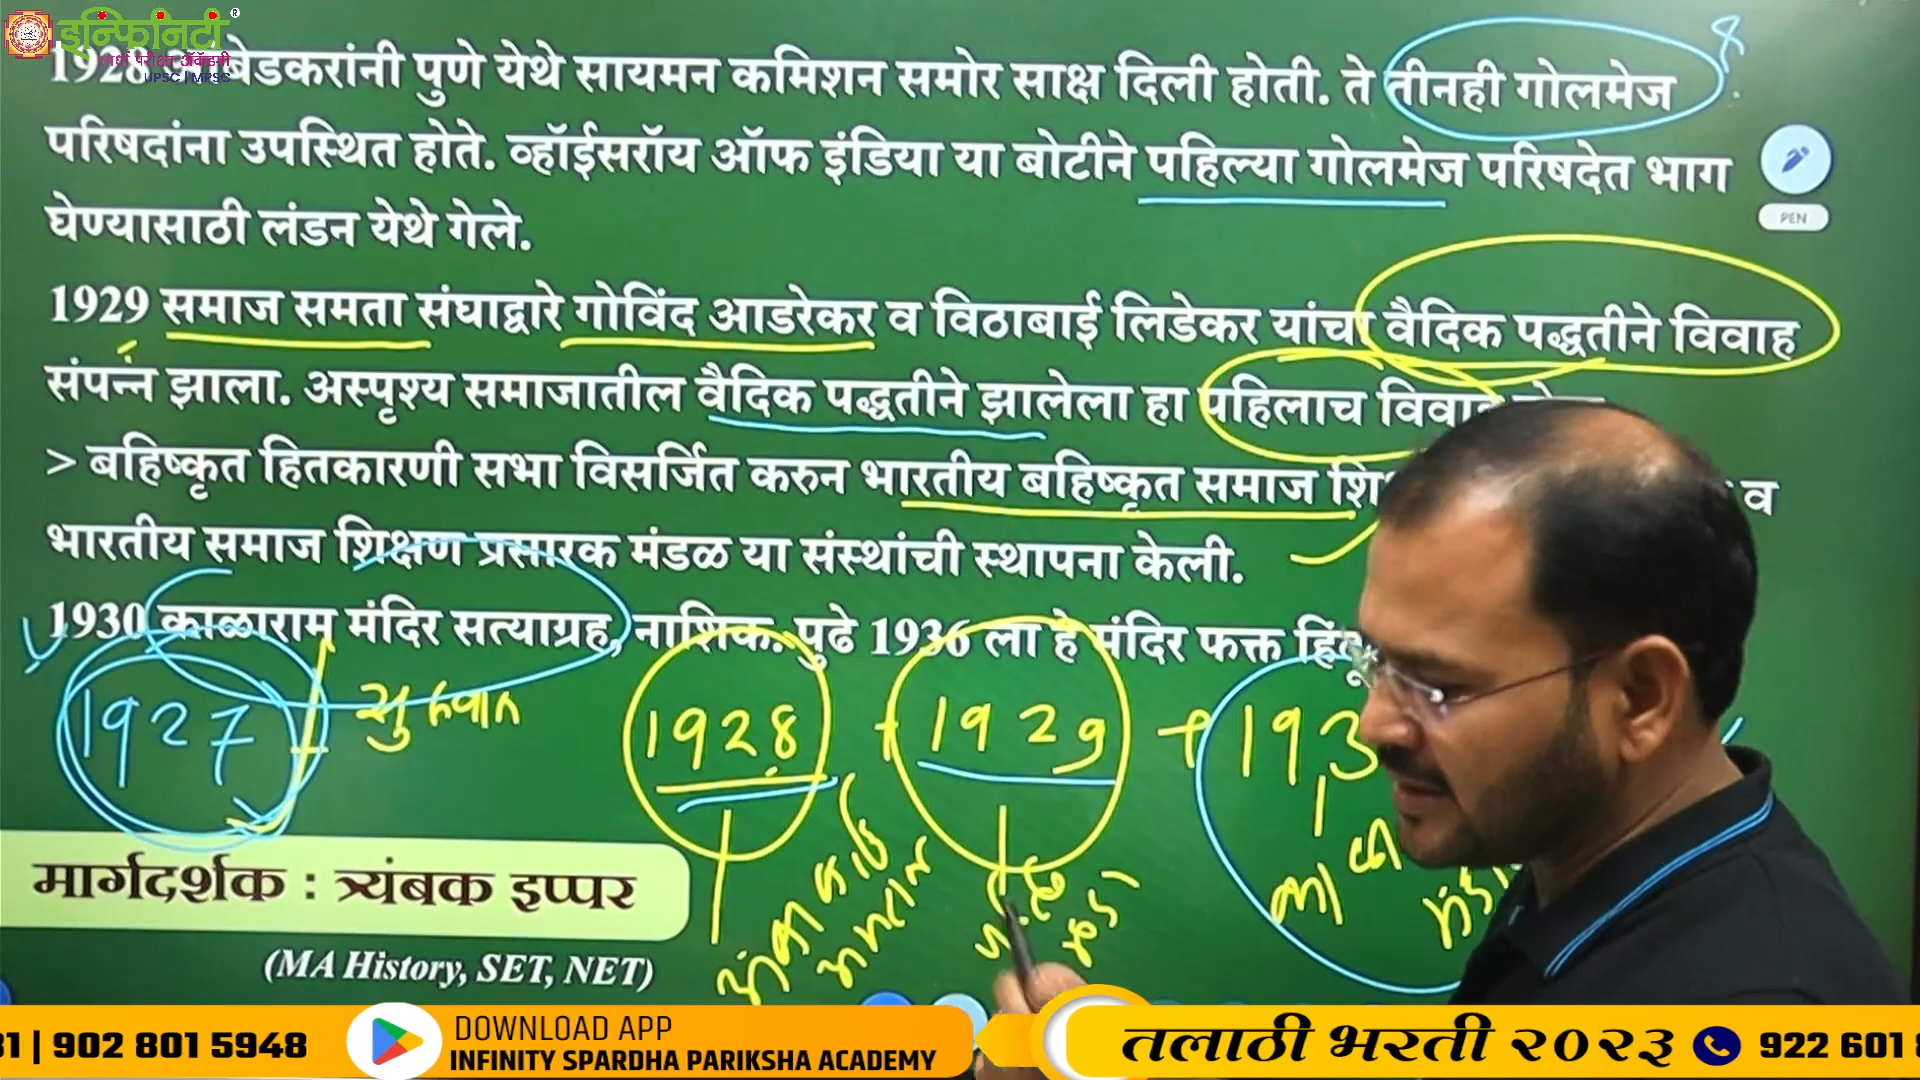 इन्फिनिटी
स्पर्धा परीक्षा अ‍ॅकॅडमी
UPSC | MPSC
1928 आंबेडकरांनी पुणे येथे सायमन कमिशन समोर साक्ष दिली होती. ते तीनही गोलमेज
परिषदांना उपस्थित होते. व्हॉईसरॉय ऑफ इंडिया या बोटीने पहिल्या गोलमेज परिषदेत भाग
घेण्यासाठी लंडन येथे गेले.
PEN
1929 समाज समता संघाद्वारे गोविंद आडरेकर व विठाबाई लिडेकर यांचा वैदिक पद्धतीने विवाह
संपन्न झाला. अस्पृश्य समाजातील वैदिक पद्धतीने झालेला हा पहिलाच विवाह
> बहिष्कृत हितकारणी सभा विसर्जित करुन भारतीय बहिष्कृत समाज व
भारतीय समाज शिक्षण प्रसारक मंडळ या संस्थांची स्थापना केली.
1930 काळाराम मंदिर सत्याग्रह, नाशिक. पुढे 1936 ला हे मंदिर फक्त
1927 सुरुवात 1928 + 1929 + 193
मार्गदर्शक : त्र्यंबक इप्पर
(MA History, SET, NET)
31 | 902 801 5948 DOWNLOAD APP
INFINITY SPARDHA PARIKSHA ACADEMY
तलाठी भरती २०२३ 922 601 8